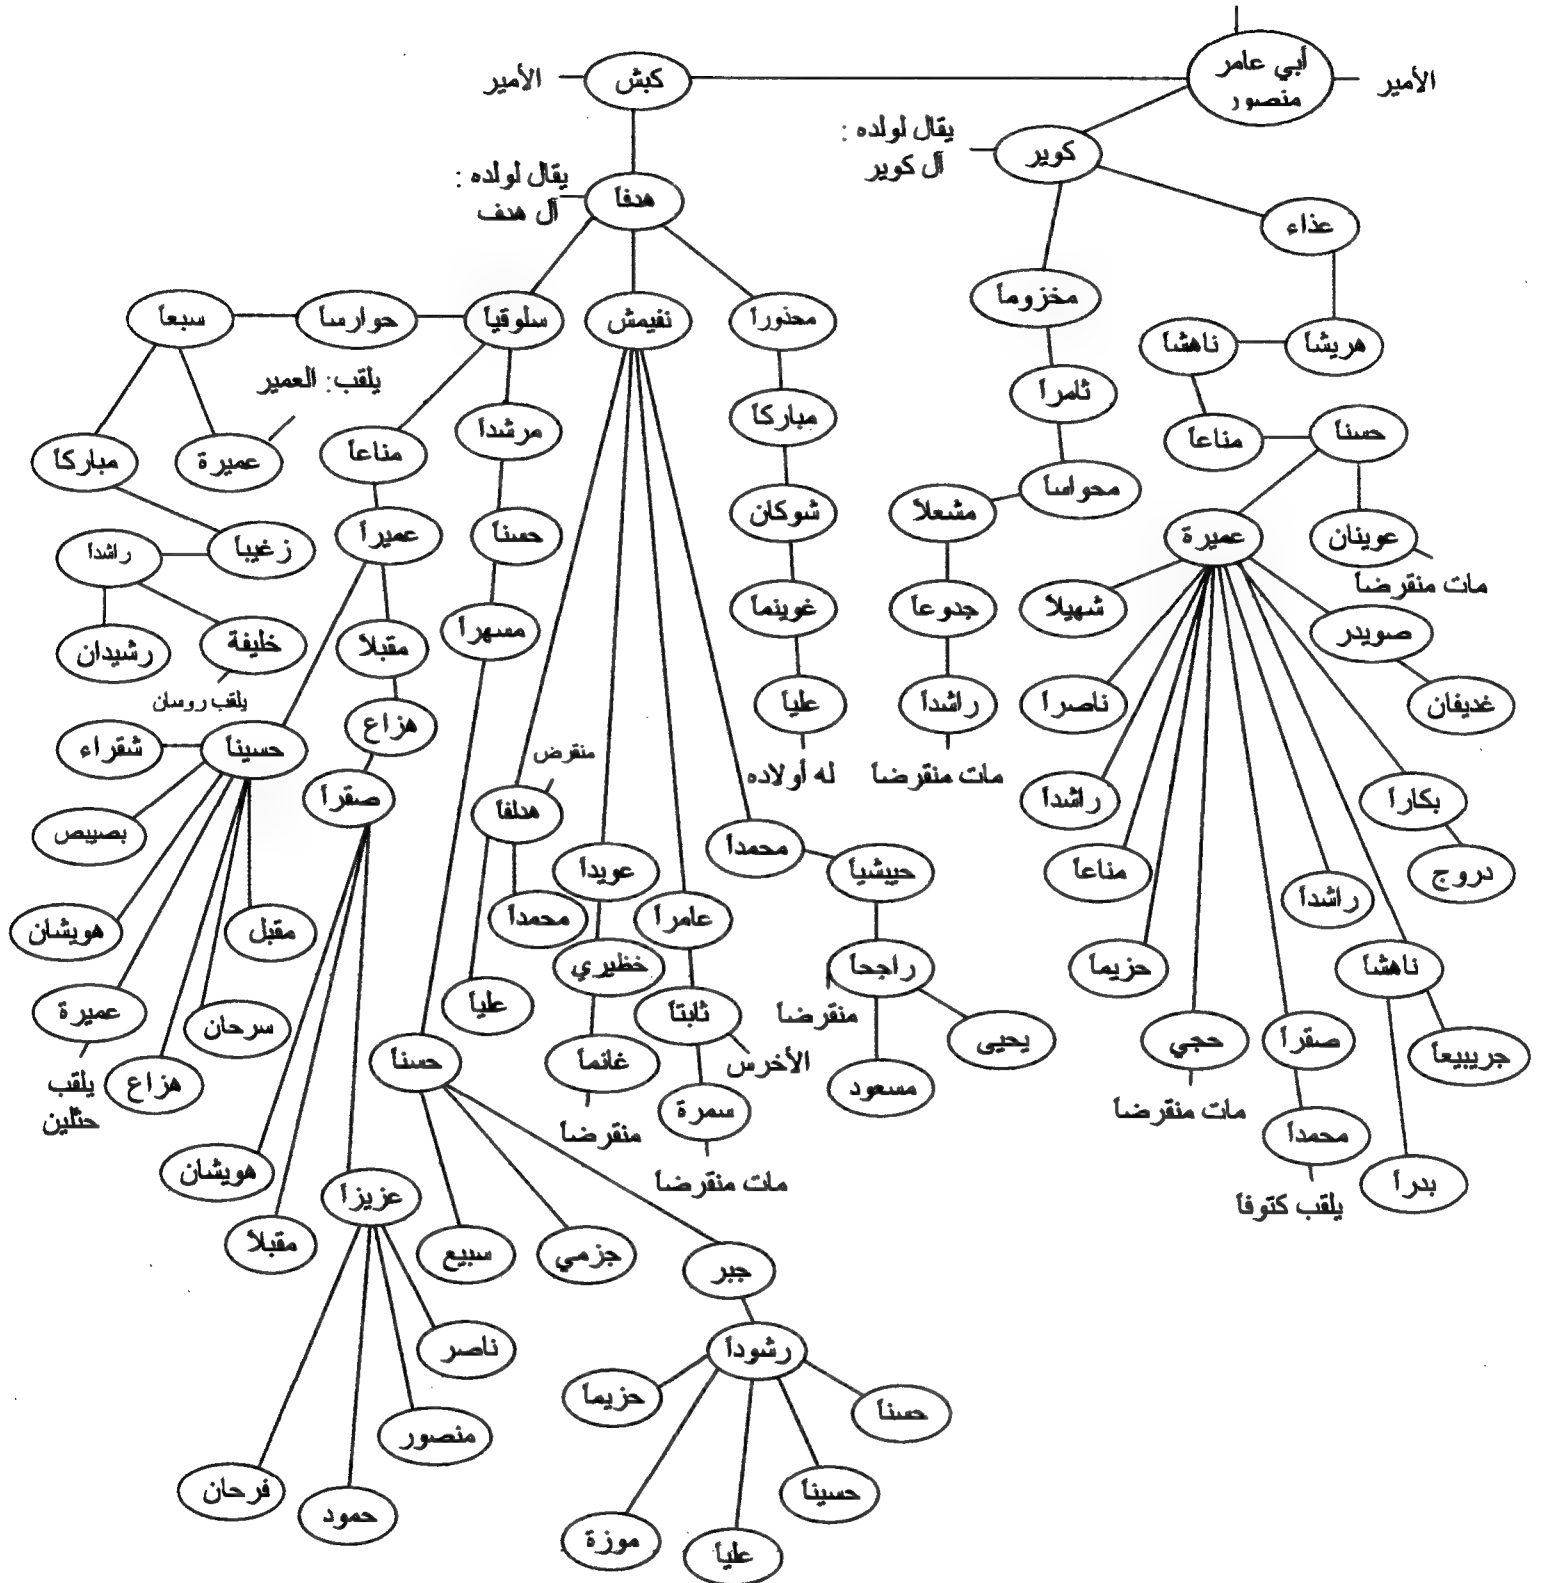 الأمير
أبي عامر
منصور
كبش
الأمير
كوير
يقال لولده :
آل كوير
هدفاً
يقال لولده :
آل هدف
عذاء
مخزوماً
هريشاً
ناهشاً
محذوراً
نفيمش
سلوقيا
حوارساً
سبعاً
يلقب: العمير
ثامراً
حسناً
مناعاً
مباركاً
مرشداً
مناعاً
عميرة
مباركاً
محواساً
مشعلاً
عوينان
مات منقرضاً
عميرة
شوكان
حسناً
عميراً
زغيباً
راشداً
صويدر
شهيلاً
جدوعاً
غوينماً
مسهراً
مقبلاً
خليفة
يلقب روسان
رشيدان
غديفان
ناصراً
راشداً
مات منقرضاً
علياً
له أولاده
هزاع
حسيناً
شقراء
منقرض
هدلفاً
صقراً
بصيبص
بكاراً
راشداً
دروج
مناعاً
راشداً
محمداً
حييشياً
عويداً
محمداً
عامراً
مقبل
هويشان
ناهشاً
حزيماً
راجحاً
منقرضاً
خظيري
علياً
ثابتاً
الأخرس
سرحان
عميرة
يلقب
حثلين
جريبيعاً
صقراً
حجي
مات منقرضاً
يحيى
مسعود
غانماً
منقرضاً
حسناً
هزاع
سمرة
مات منقرضاً
محمداً
يلقب كتوفاً
بدراً
هويشان
عزيزاً
مقبلاً
سبيع
جزمي
جبر
رشوداً
ناصر
حزيماً
حسناً
منصور
حسيناً
فرحان
حمود
موزة
علياً